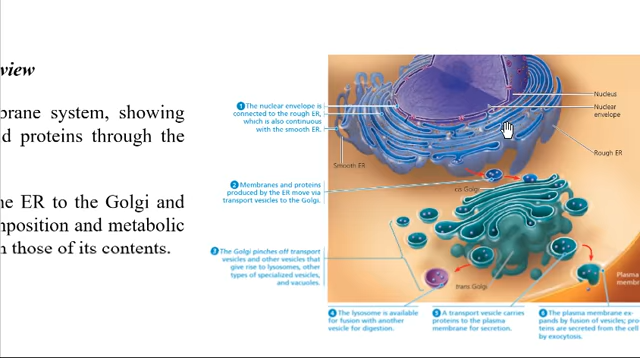 view
brane system, showing
d proteins through the
e ER to the Golgi and
position and metabolic
n those of its contents.
1 The nuclear envelope is
connected to the rough ER,
which is also continuous
with the smooth ER.
Nucleus
Nuclear
envelope
Rough ER
Smooth ER
2 Membranes and proteins
produced by the ER move via
transport vesicles to the Golgi.
cis Golgi
3 The Golgi pinches off transport
vesicles and other vesicles that
give rise to lysosomes, other
types of specialized vesicles,
and vacuoles.
trans Golgi
Plasma
membr
4 The lysosome is available
for fusion with another
vesicle for digestion.
5 A transport vesicle carries
proteins to the plasma
membrane for secretion.
6 The plasma membrane ex-
pands by fusion of vesicles; pro-
teins are secreted from the cell
by exocytosis.